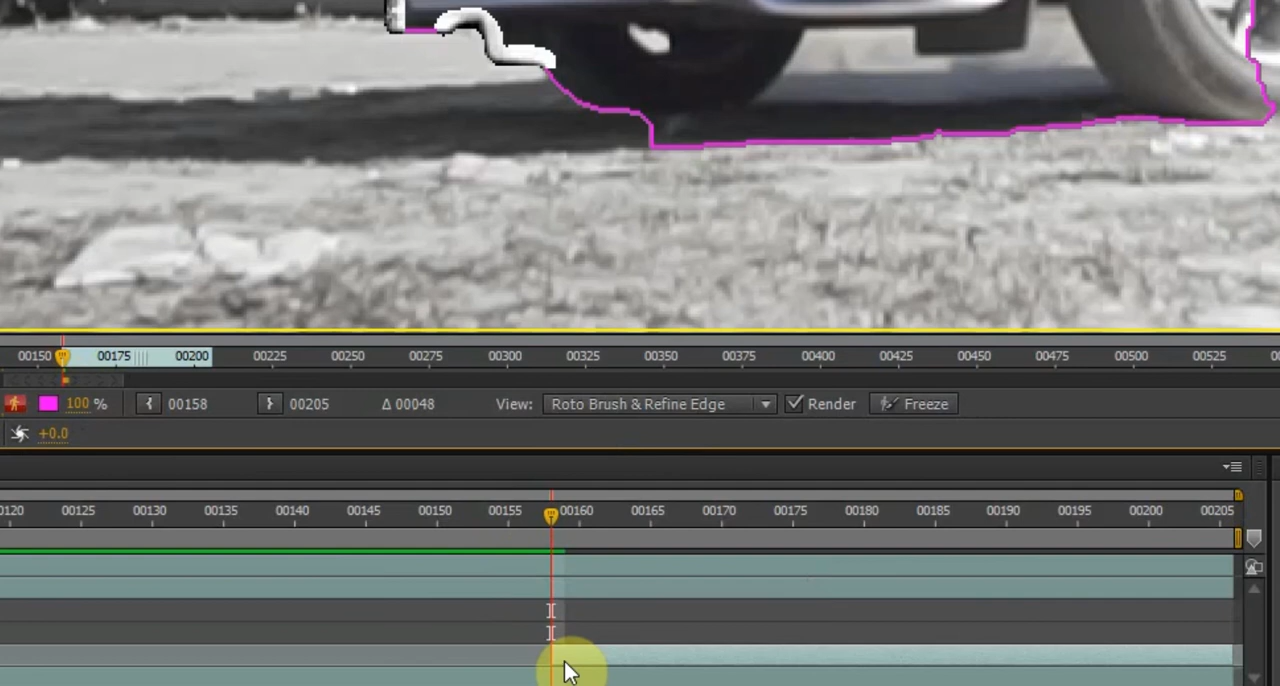 00150 00175 00200 00225 00250 00275 00300 00325 00350 00375 00400 00425 00450 00475 00500 00525
100 % 00158 00205 Δ 00048 View: Roto Brush & Refine Edge Render Freeze
+0.0
0120 00125 00130 00135 00140 00145 00150 00155 00160 00165 00170 00175 00180 00185 00190 00195 00200 00205